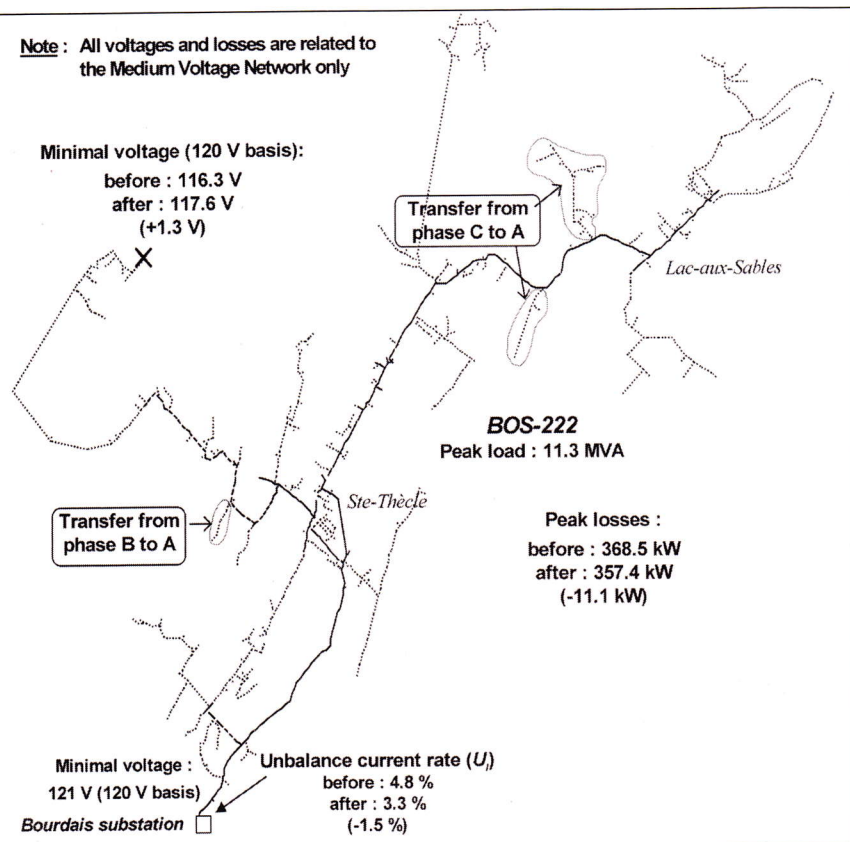 Note : All voltages and losses are related to
the Medium Voltage Network only
Minimal voltage (120 V basis):
before : 116.3 V
after : 117.6 V
(+1.3 V)
Transfer from
phase C to A
Lac-aux-Sables
BOS-222
Peak load : 11.3 MVA
Ste-Thècle
Transfer from
phase B to A
Peak losses :
before : 368.5 kW
after : 357.4 kW
(-11.1 kW)
Minimal voltage :
121 V (120 V basis)
Unbalance current rate (Ui)
before : 4.8 %
after : 3.3 %
(-1.5 %)
Bourdais substation